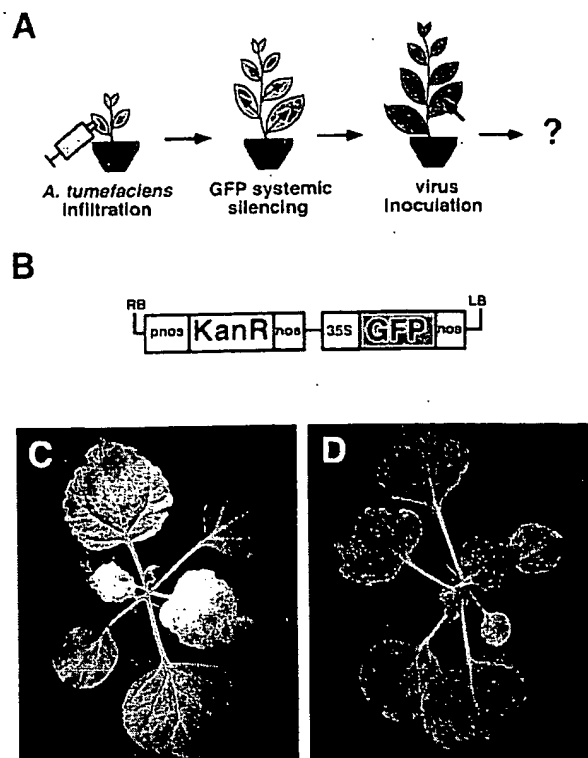 A
A. tumefaciens
infiltration
GFP systemic
silencing
virus
inoculation
?
B
RB
LB
pnos KanR nos 35S GFP nos
C
D